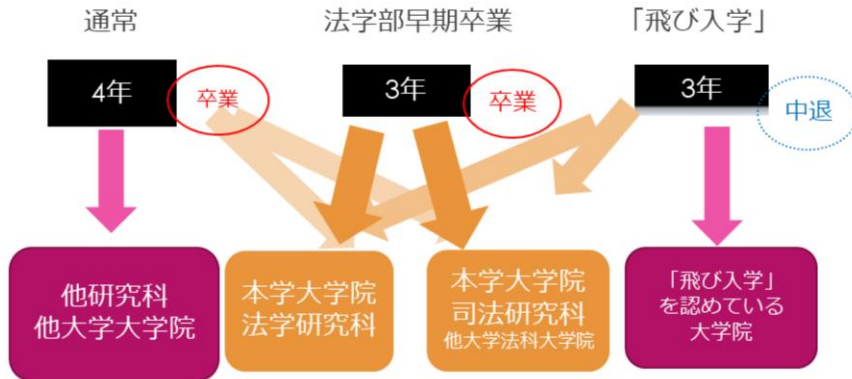 通常
法学部早期卒業
「飛び入学」
4年
卒業
3年
卒業
3年
中退
他研究科
他大学大学院
本学大学院
法学研究科
本学大学院
司法研究科
他大学法科大学院
「飛び入学」
を認めている
大学院